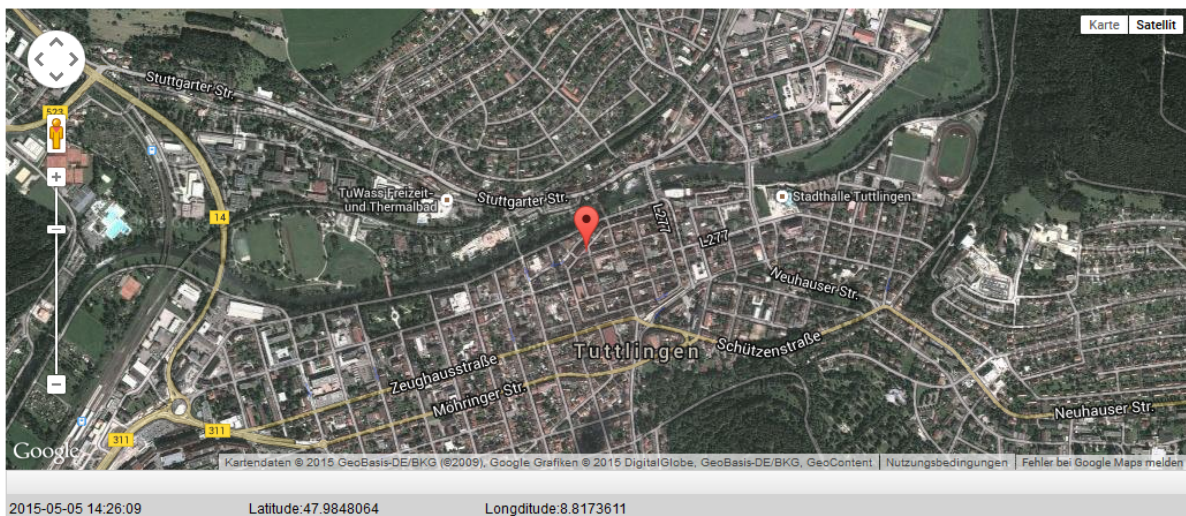 Karte Satellit
Stuttgarter Str.
523
14
TuWass Freizeit-
und Thermalbad
Stuttgarter Str.
L277
Stadthalle Tuttlingen
L277
Neuhauser Str.
Tuttlingen
Schützenstraße
Zeughausstraße
Möhringer Str.
Neuhauser Str.
311
311
Google
Kartendaten © 2015 GeoBasis-DE/BKG (©2009), Google Grafiken © 2015 DigitalGlobe, GeoBasis-DE/BKG, GeoContent Nutzungsbedingungen Fehler bei Google Maps melden
2015-05-05 14:26:09 Latitude:47.9848064 Longditude:8.8173611